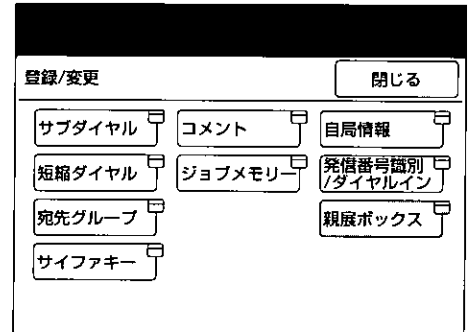 登録/変更
閉じる
サブダイヤル
コメント
自局情報
短縮ダイヤル
ジョブメモリー
発信番号識別
/ダイヤルイン
宛先グループ
親展ボックス
サイファキー